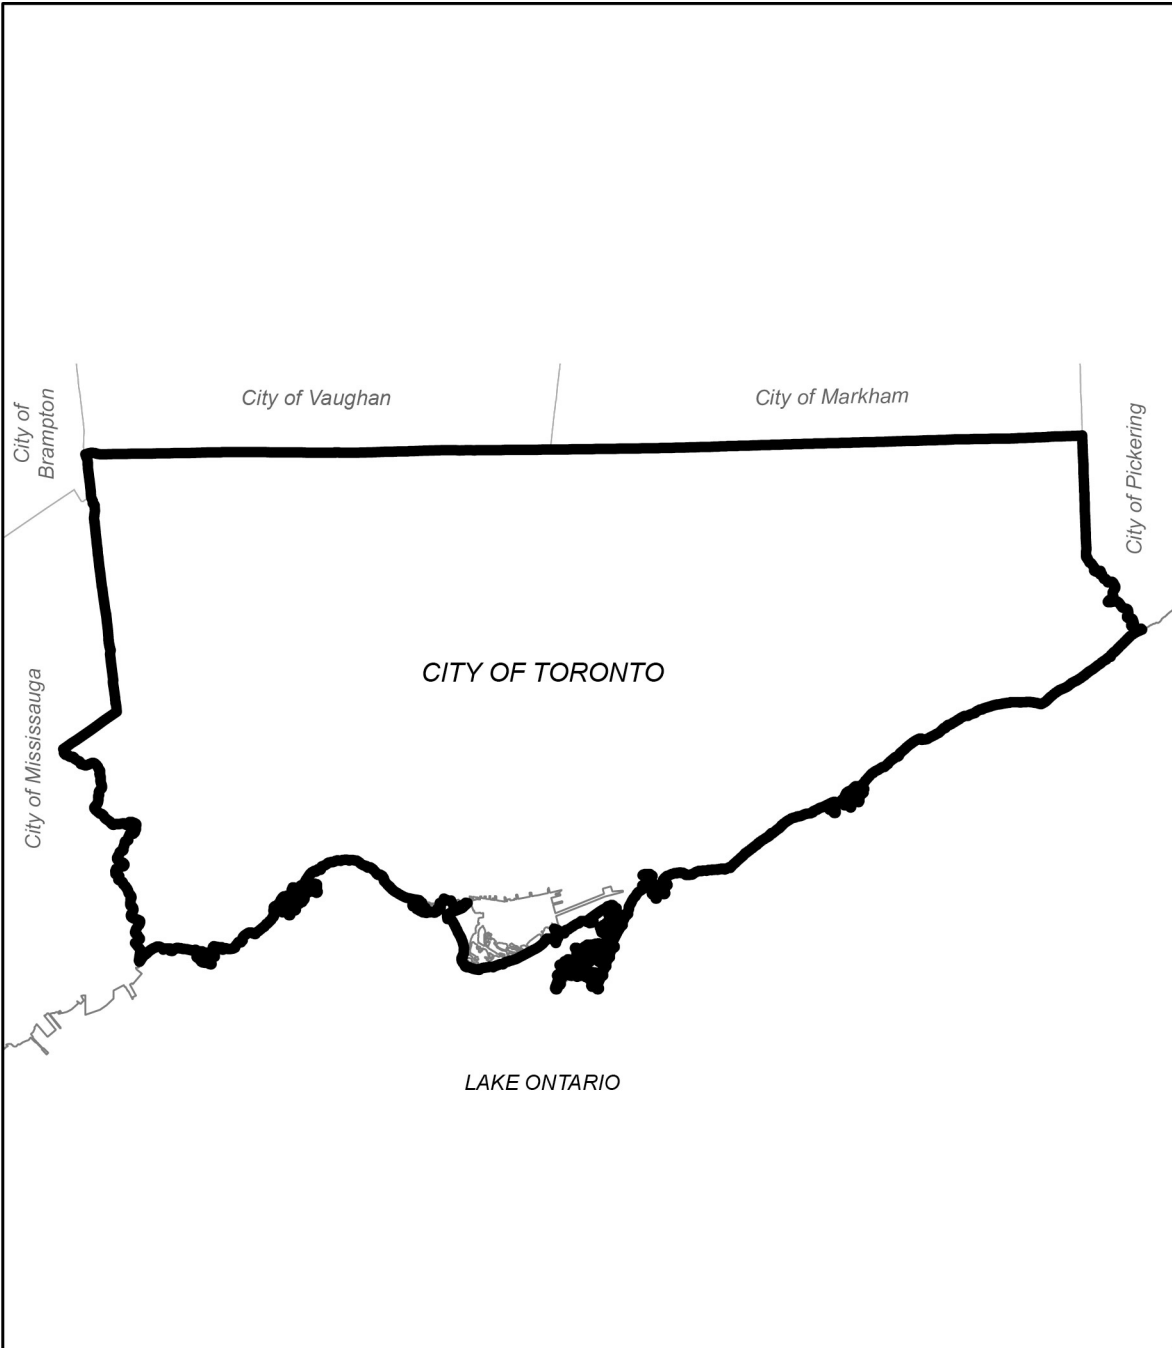 City of Vaughan
City of Markham
City of
Brampton
City of Pickering
CITY OF TORONTO
City of Mississauga
LAKE ONTARIO